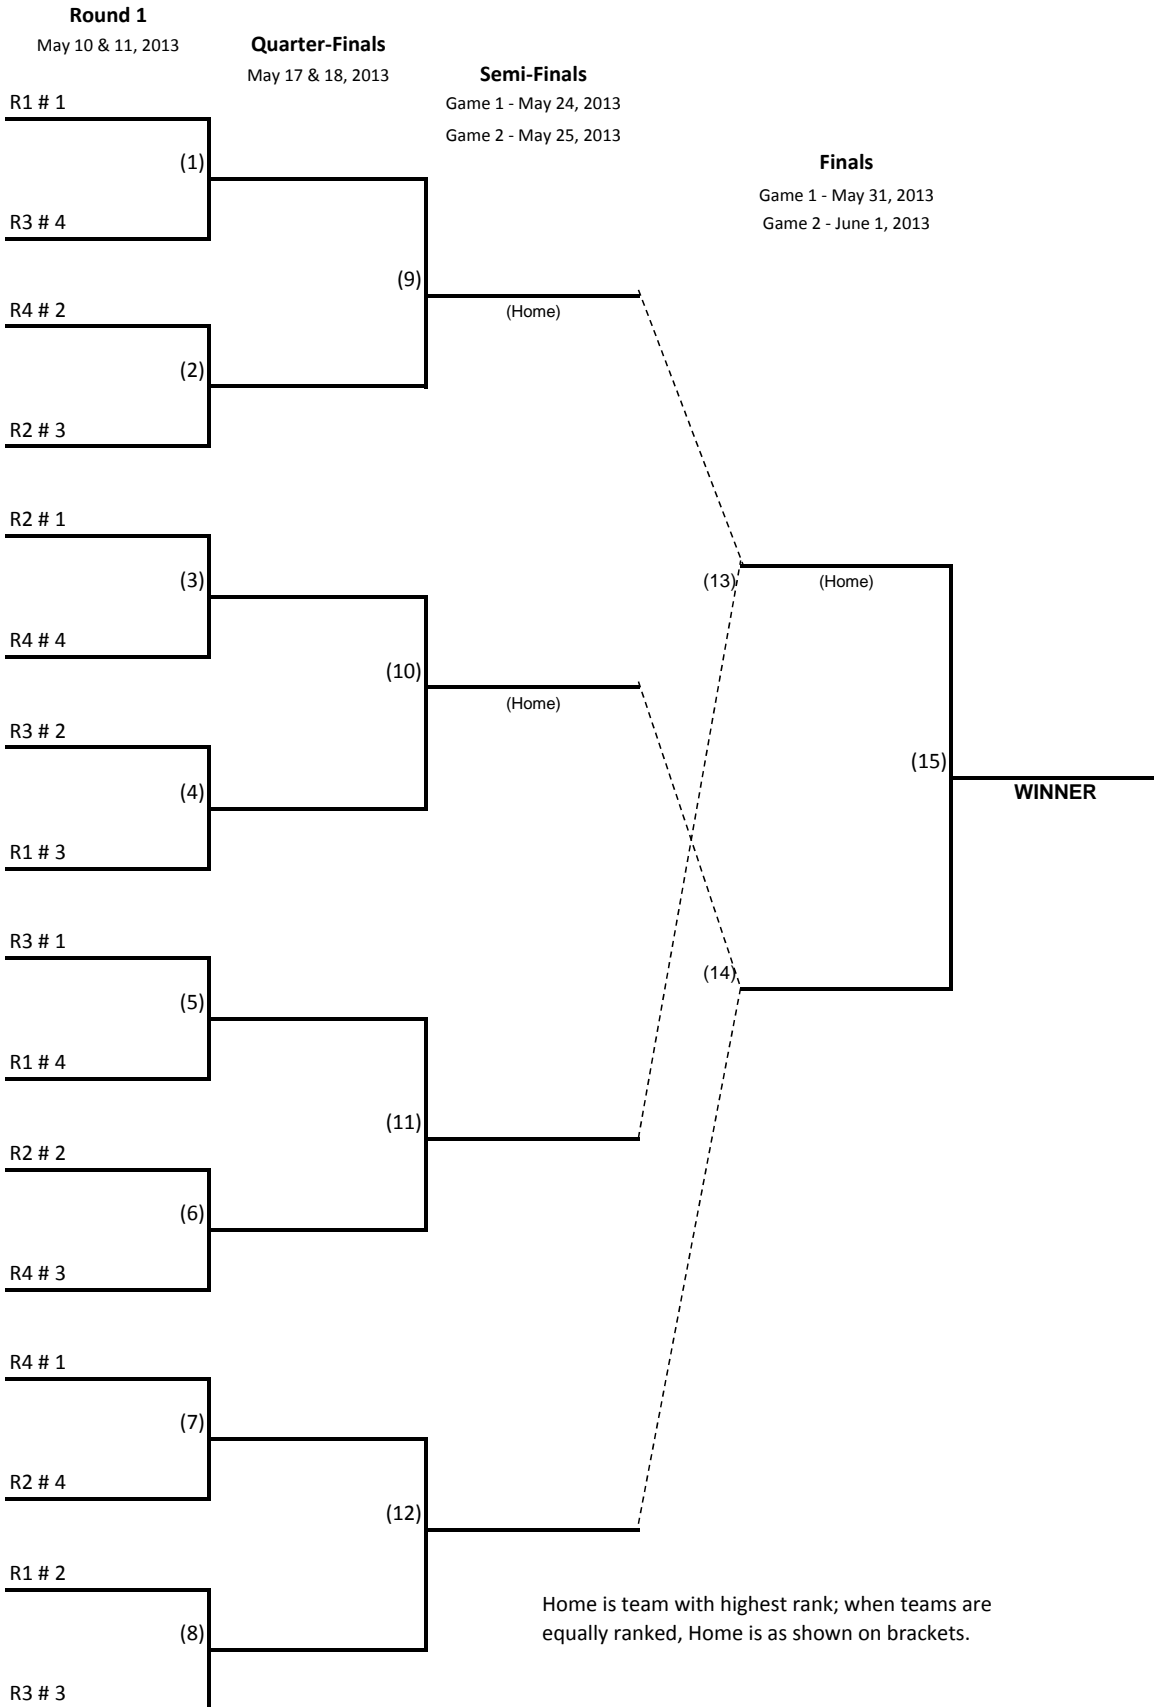 Round 1
May 10 & 11, 2013
Quarter-Finals
May 17 & 18, 2013
Semi-Finals
Game 1 - May 24, 2013
Game 2 - May 25, 2013
Finals
Game 1 - May 31, 2013
Game 2 - June 1, 2013
R1 # 1
(1)
R3 # 4
(9)
(Home)
R4 # 2
(2)
R2 # 3
R2 # 1
(3)
(13)
(Home)
R4 # 4
(10)
(Home)
R3 # 2
(15)
WINNER
(4)
R1 # 3
R3 # 1
(14)
(5)
R1 # 4
(11)
R2 # 2
(6)
R4 # 3
R4 # 1
(7)
R2 # 4
(12)
R1 # 2
Home is team with highest rank; when teams are
equally ranked, Home is as shown on brackets.
(8)
R3 # 3